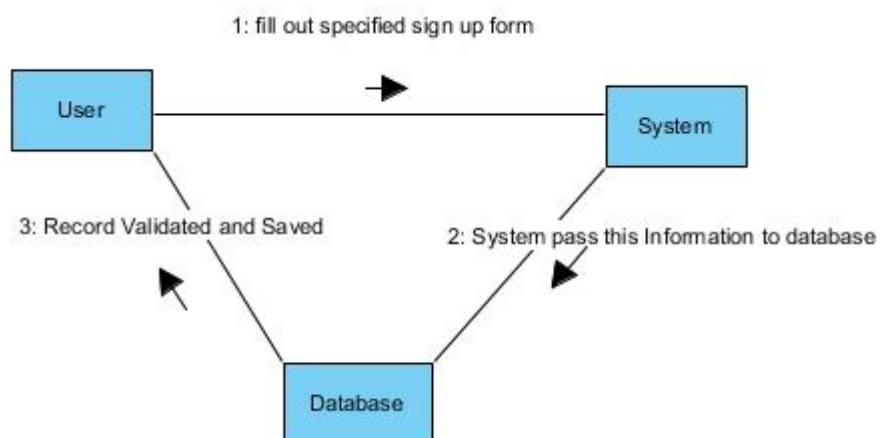 1: fill out specified sign up form
User
System
3: Record Validated and Saved
2: System pass this Information to database
Database